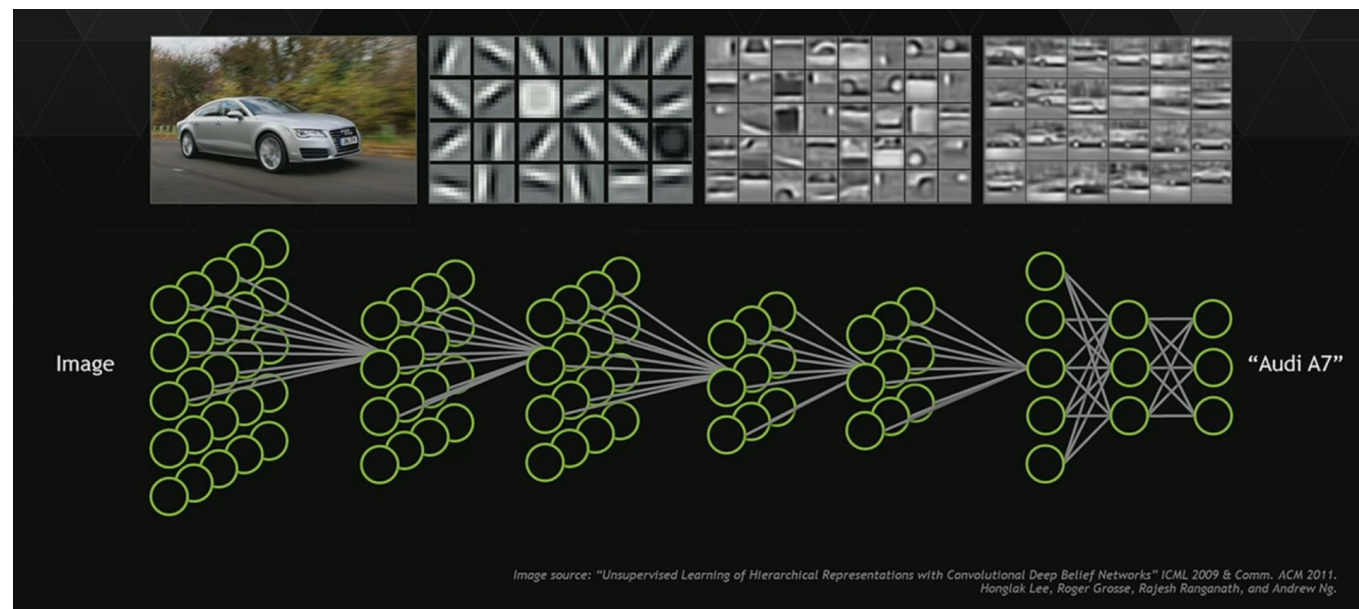 Image
“Audi A7”
Image source: “Unsupervised Learning of Hierarchical Representations with Convolutional Deep Belief Networks” ICML 2009 & Comm. ACM 2011.
Honglak Lee, Roger Grosse, Rajesh Ranganath, and Andrew Ng.